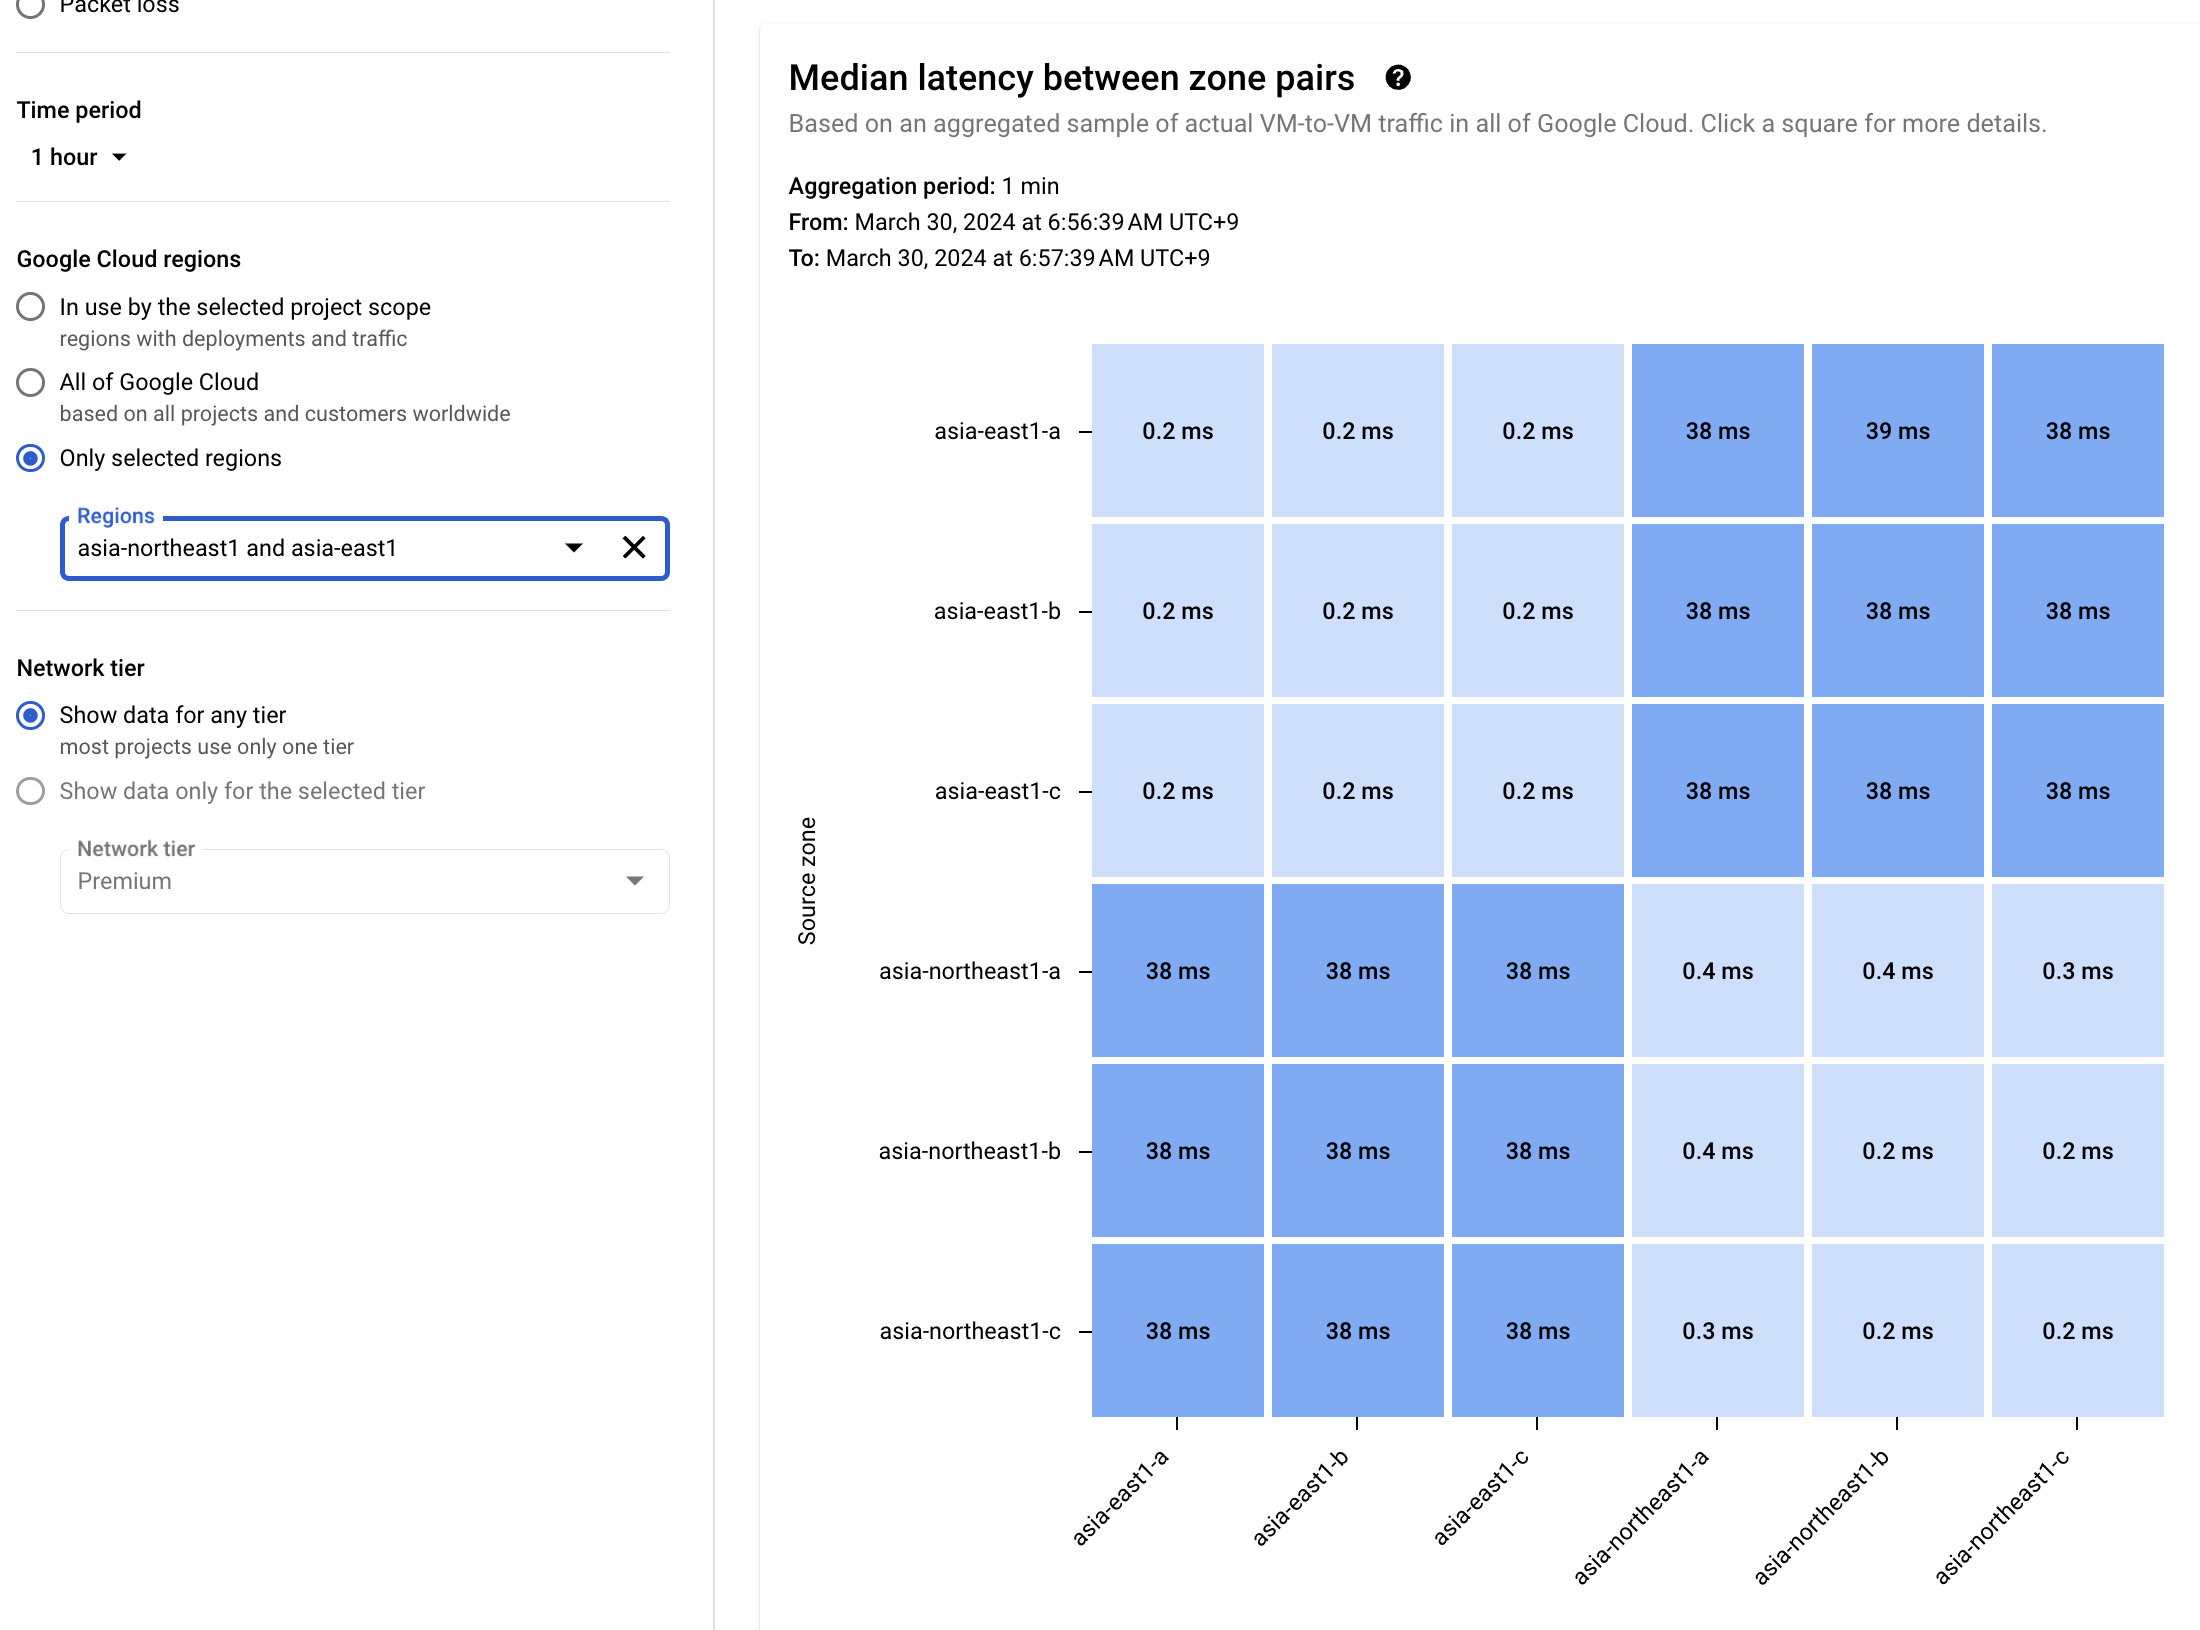 Packet loss
Time period
1 hour
Google Cloud regions
In use by the selected project scope
regions with deployments and traffic
All of Google Cloud
based on all projects and customers worldwide
Only selected regions
Regions
asia-northeast1 and asia-east1
Network tier
Show data for any tier
most projects use only one tier
Show data only for the selected tier
Network tier
Premium
Median latency between zone pairs ?
Based on an aggregated sample of actual VM-to-VM traffic in all of Google Cloud. Click a square for more details.
Aggregation period: 1 min
From: March 30, 2024 at 6:56:39 AM UTC+9
To: March 30, 2024 at 6:57:39 AM UTC+9
Source zone
asia-east1-a 0.2 ms 0.2 ms 0.2 ms 38 ms 39 ms 38 ms
asia-east1-b 0.2 ms 0.2 ms 0.2 ms 38 ms 38 ms 38 ms
asia-east1-c 0.2 ms 0.2 ms 0.2 ms 38 ms 38 ms 38 ms
asia-northeast1-a 38 ms 38 ms 38 ms 0.4 ms 0.4 ms 0.3 ms
asia-northeast1-b 38 ms 38 ms 38 ms 0.4 ms 0.2 ms 0.2 ms
asia-northeast1-c 38 ms 38 ms 38 ms 0.3 ms 0.2 ms 0.2 ms
asia-east1-a asia-east1-b asia-east1-c asia-northeast1-a asia-northeast1-b asia-northeast1-c